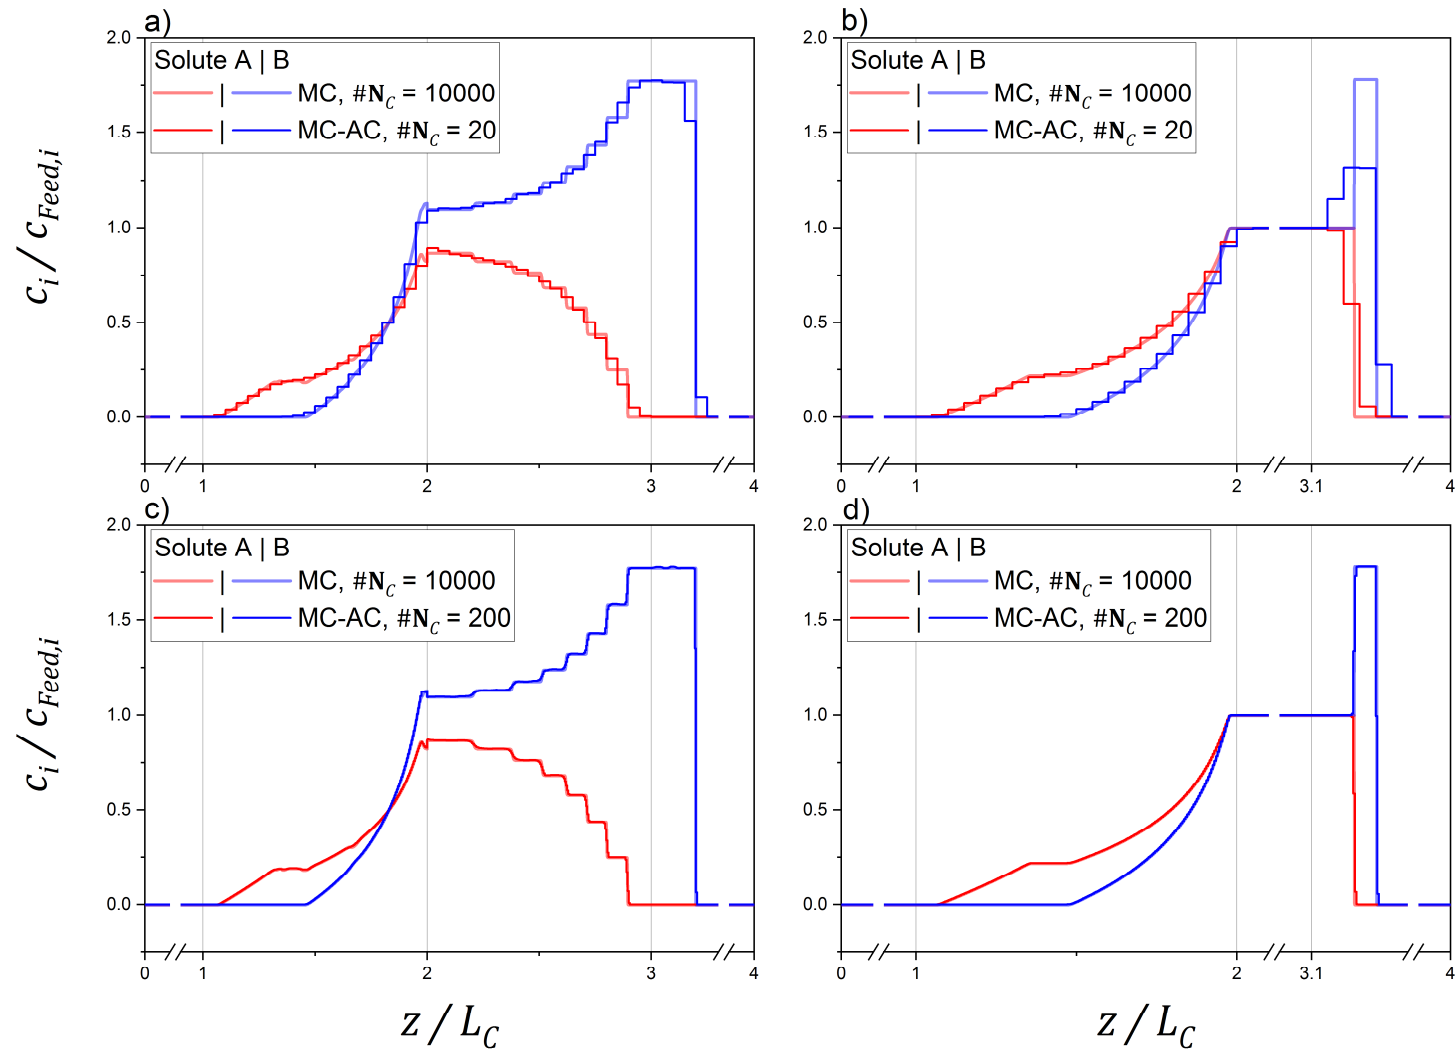 a)
2.0
1.5
1.0
0.5
0.0
Solute A | B
| MC, #N_C = 10000
| MC-AC, #N_C = 20
0 1 2 3 4
b)
2.0
1.5
1.0
0.5
0.0
Solute A | B
| MC, #N_C = 10000
| MC-AC, #N_C = 20
0 1 2 3.1 4
c_i / c_{Feed,i}
c)
2.0
1.5
1.0
0.5
0.0
Solute A | B
| MC, #N_C = 10000
| MC-AC, #N_C = 200
0 1 2 3 4
d)
2.0
1.5
1.0
0.5
0.0
Solute A | B
| MC, #N_C = 10000
| MC-AC, #N_C = 200
0 1 2 3.1 4
c_i / c_{Feed,i}
z / L_C
z / L_C